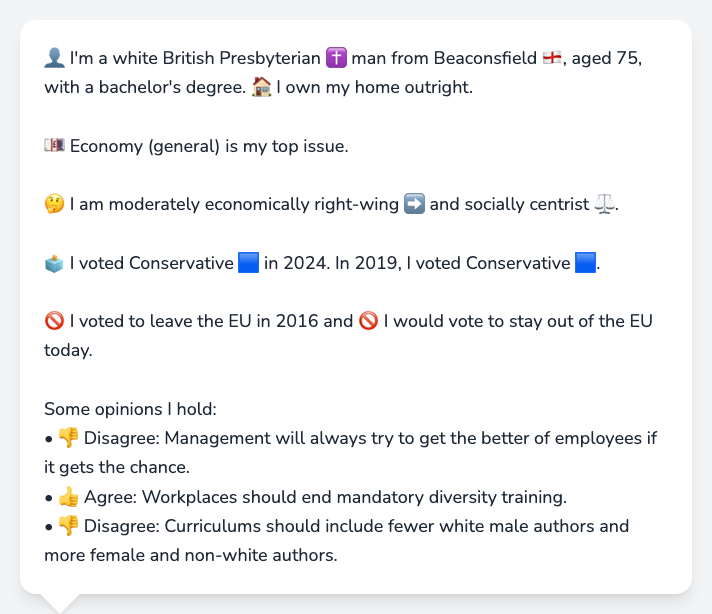 👤 I'm a white British Presbyterian ✝️ man from Beaconsfield 🏴󠁧󠁢󠁥󠁮󠁧󠁿, aged 75,
with a bachelor's degree. 🏠 I own my home outright.
💷 Economy (general) is my top issue.
🤔 I am moderately economically right-wing ➡️ and socially centrist ⚖️.
🗳️ I voted Conservative 🟦 in 2024. In 2019, I voted Conservative 🟦.
🚫 I voted to leave the EU in 2016 and 🚫 I would vote to stay out of the EU
today.
Some opinions I hold:
• 👎 Disagree: Management will always try to get the better of employees if
it gets the chance.
• 👍 Agree: Workplaces should end mandatory diversity training.
• 👎 Disagree: Curriculums should include fewer white male authors and
more female and non-white authors.